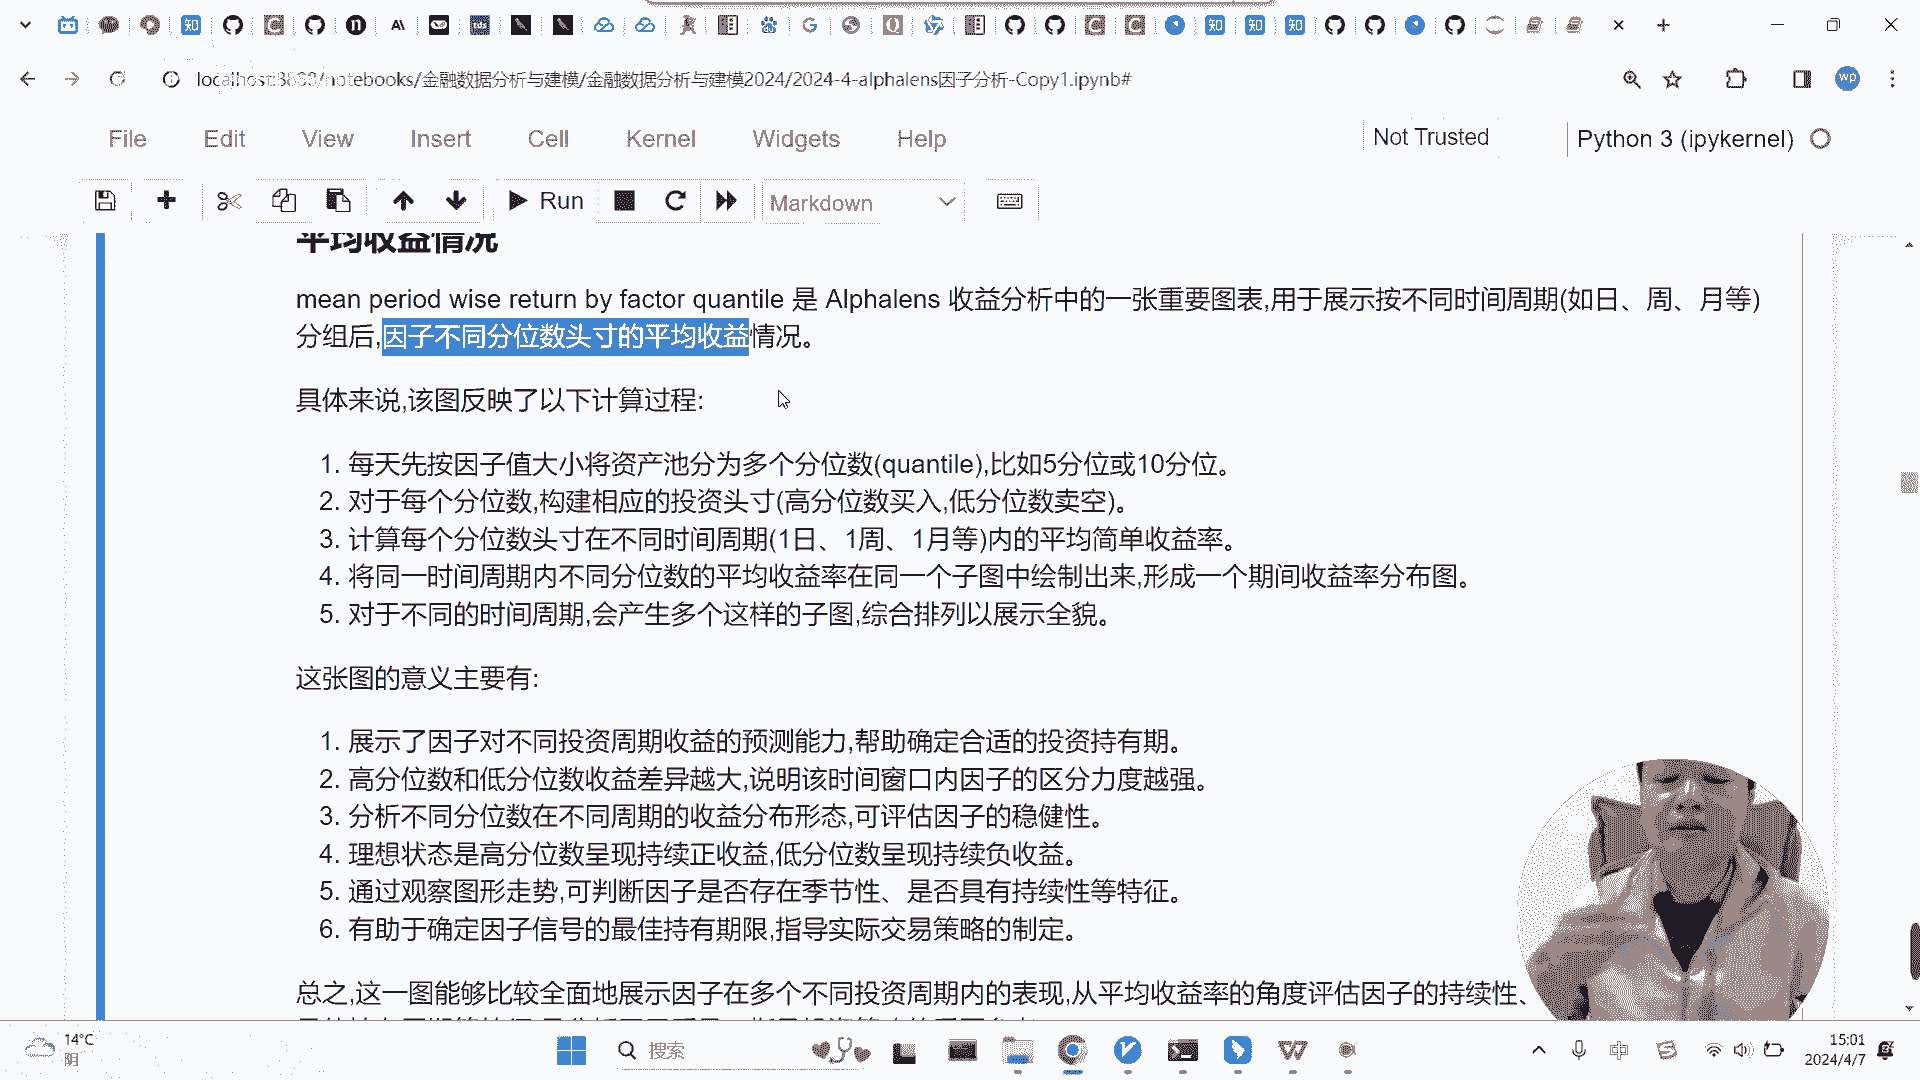 localhost:8888/notebooks/金融数据分析与建模/金融数据分析与建模2024/2024-4-alphalens因子分析-Copy1.ipynb#
wp
File Edit View Insert Cell Kernel Widgets Help
Not Trusted
Python 3 (ipykernel)
Run
Markdown
平均收益情况
mean period wise return by factor quantile 是 Alphalens 收益分析中的一张重要图表,用于展示按不同时间周期(如日、周、月等)
分组后,因子不同分位数头寸的平均收益情况。
具体来说,该图反映了以下计算过程:
1. 每天先按因子值大小将资产池分为多个分位数(quantile),比如5分位或10分位。
2. 对于每个分位数,构建相应的投资头寸(高分位数买入,低分位数卖空)。
3. 计算每个分位数头寸在不同时间周期(1日、1周、1月等)内的平均简单收益率。
4. 将同一时间周期内不同分位数的平均收益率在同一个子图中绘制出来,形成一个期间收益率分布图。
5. 对于不同的时间周期,会产生多个这样的子图,综合排列以展示全貌。
这张图的意义主要有:
1. 展示了因子对不同投资周期收益的预测能力,帮助确定合适的投资持有期。
2. 高分位数和低分位数收益差异越大,说明该时间窗口内因子的区分力度越强。
3. 分析不同分位数在不同周期的收益分布形态,可评估因子的稳健性。
4. 理想状态是高分位数呈现持续正收益,低分位数呈现持续负收益。
5. 通过观察图形走势,可判断因子是否存在季节性、是否具有持续性等特征。
6. 有助于确定因子信号的最佳持有期限,指导实际交易策略的制定。
总之,这一图能够比较全面地展示因子在多个不同投资周期内的表现,从平均收益率的角度评估因子的持续性、
14°C
阴
搜索
中
15:01
2024/4/7